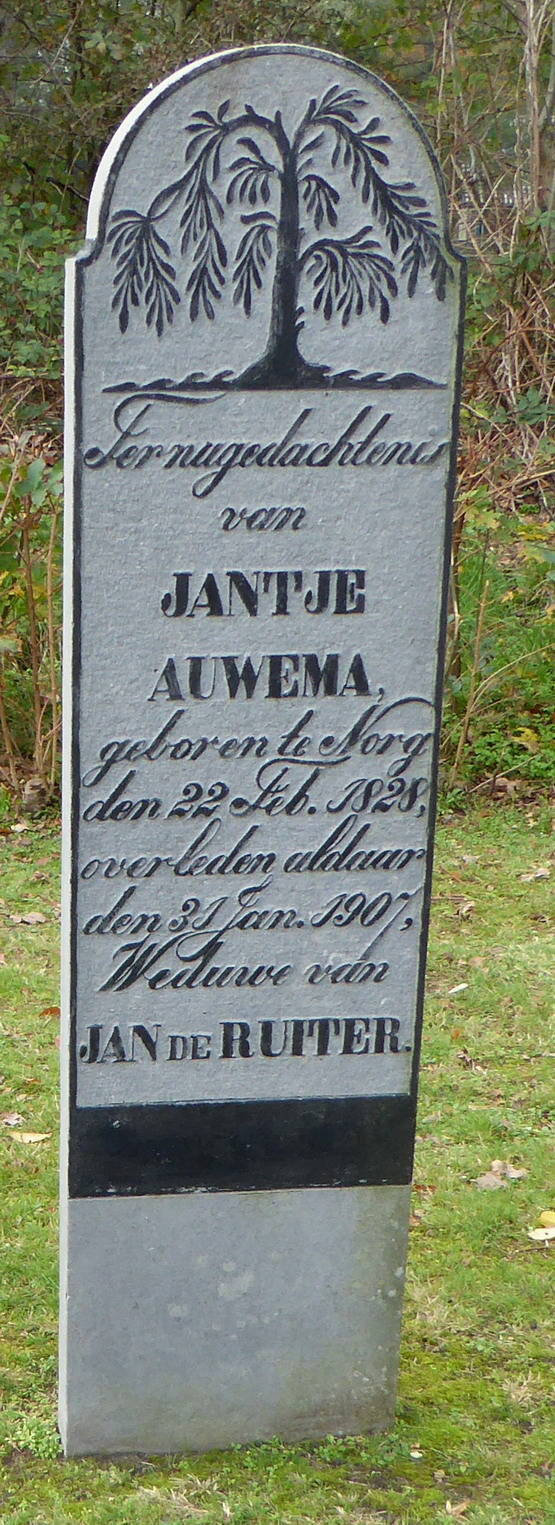 Ter nugedachtenis
van
JANTJE
AUWEMA,
geboren te Norg
den 22 Feb. 1828,
overleden aldaar
den 31 Jan. 1907,
Weduwe van
JAN DE RUITER.